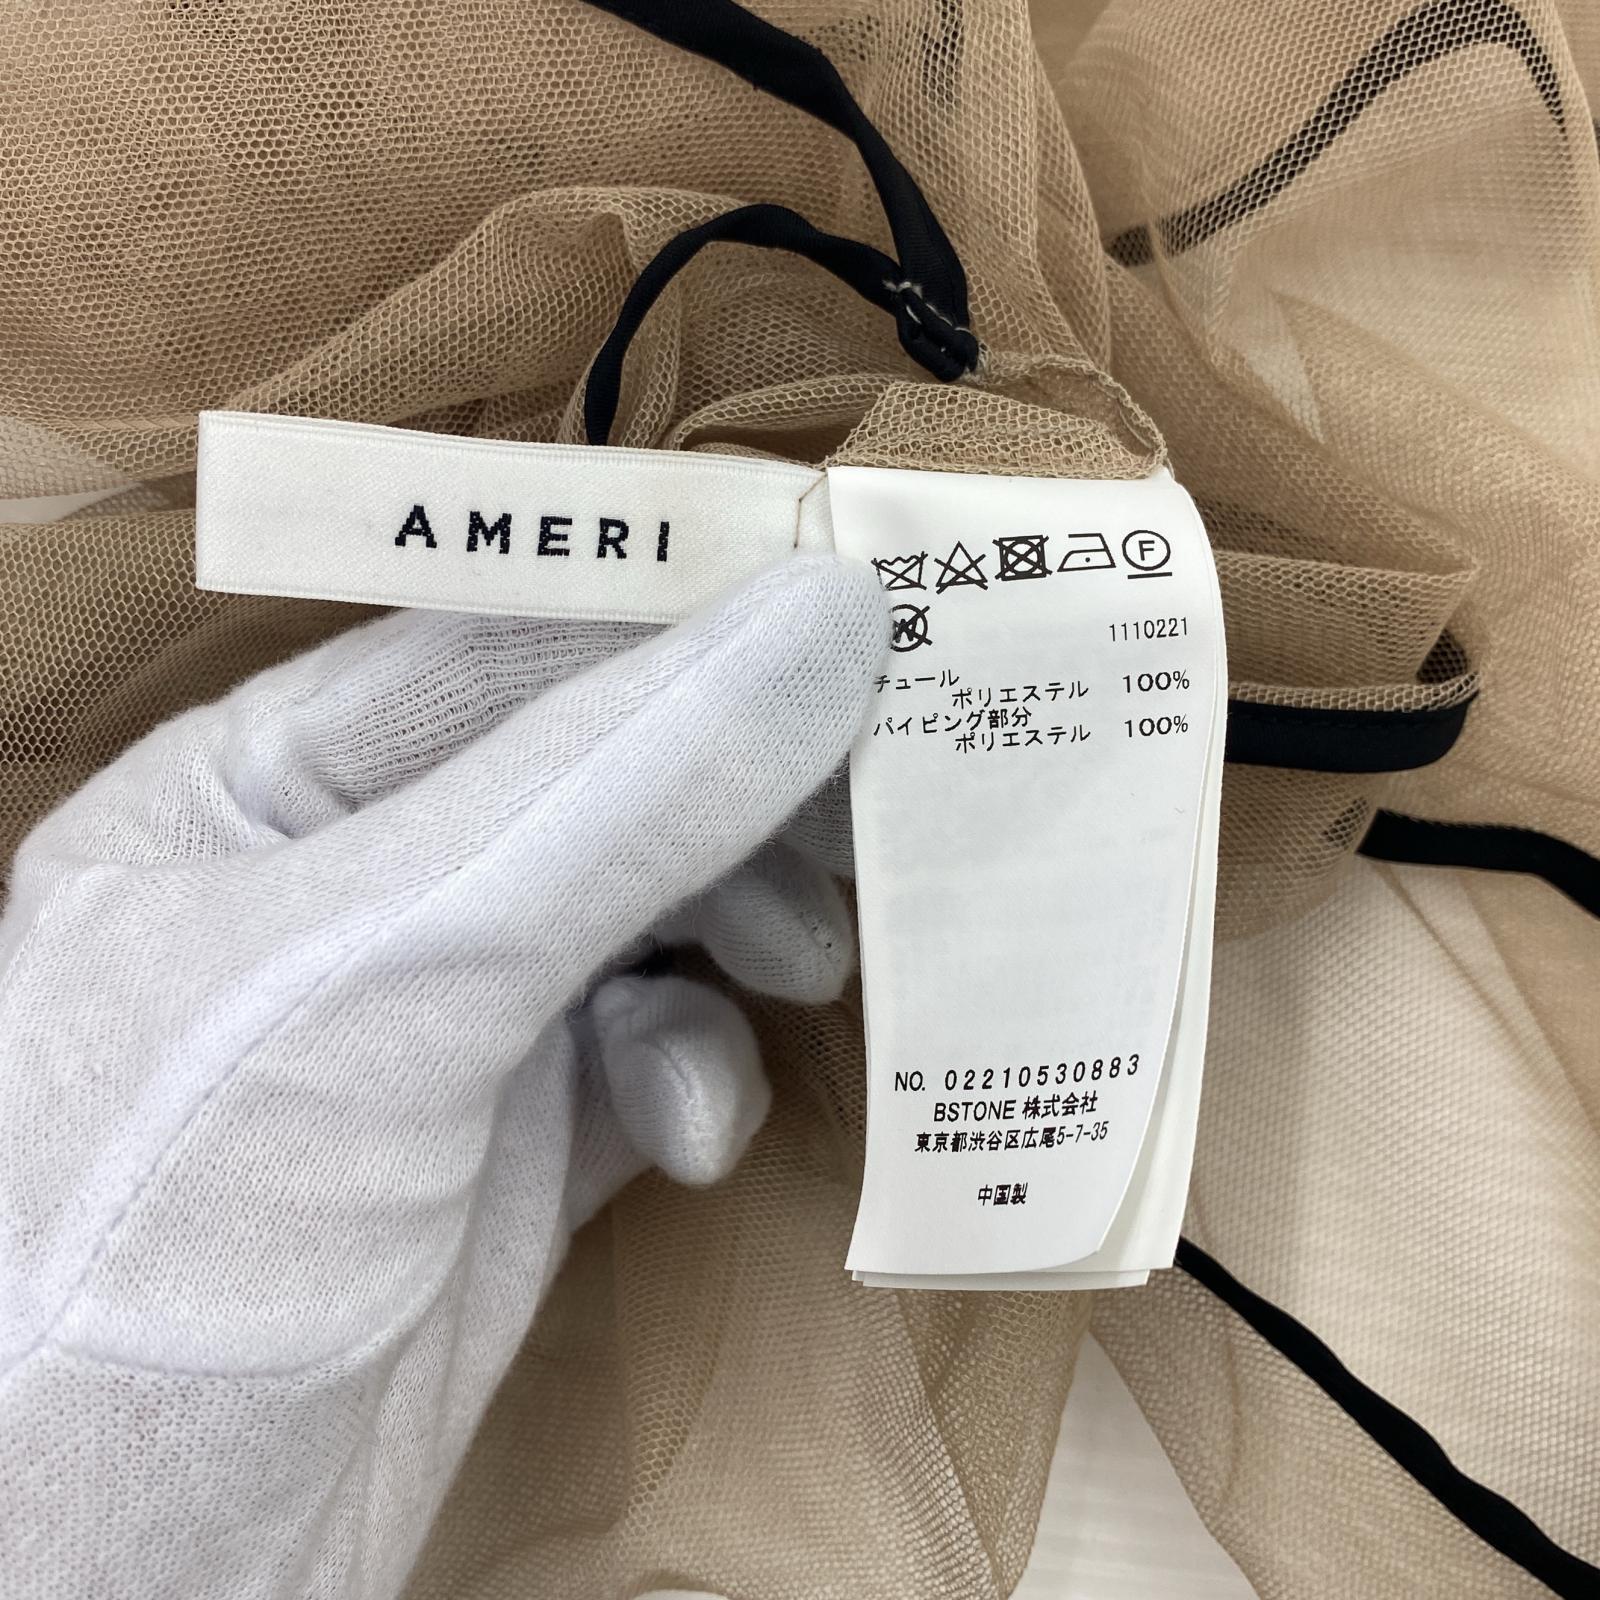 AMERI
F
W
1110221
チュール
ポリエステル 100%
パイピング部分
ポリエステル 100%
NO. 02210530883
BSTONE 株式会社
東京都渋谷区広尾5-7-35
中国製